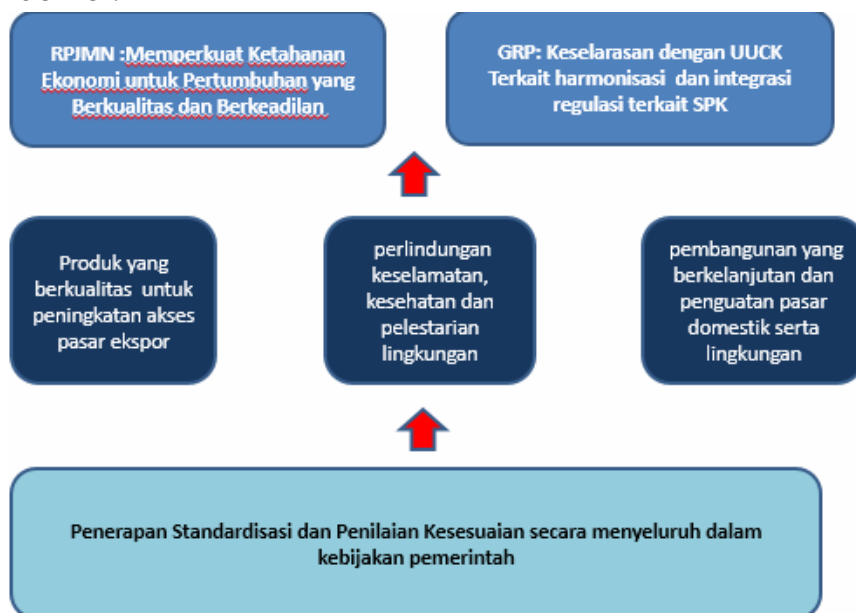 RPJMN :Memperkuat Ketahanan
Ekonomi untuk Pertumbuhan yang
Berkualitas dan Berkeadilan
GRP: Keselarasan dengan UUCK
Terkait harmonisasi dan integrasi
regulasi terkait SPK
Produk yang
berkualitas untuk
peningkatan akses
pasar ekspor
perlindungan
keselamatan,
kesehatan dan
pelestarian
lingkungan
pembangunan yang
berkelanjutan dan
penguatan pasar
domestik serta
lingkungan
Penerapan Standardisasi dan Penilaian Kesesuaian secara menyeluruh dalam
kebijakan pemerintah